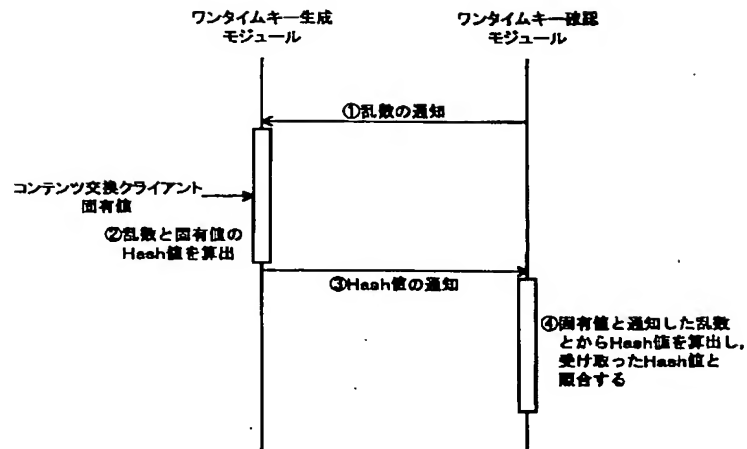 ワンタイムキー生成
モジュール
ワンタイムキー確認
モジュール
①乱数の通知
コンテンツ交換クライアント
固有値
②乱数と固有値の
Hash値を算出
③Hash値の通知
④固有値と通知した乱数
とからHash値を算出し,
受け取ったHash値と
照合する